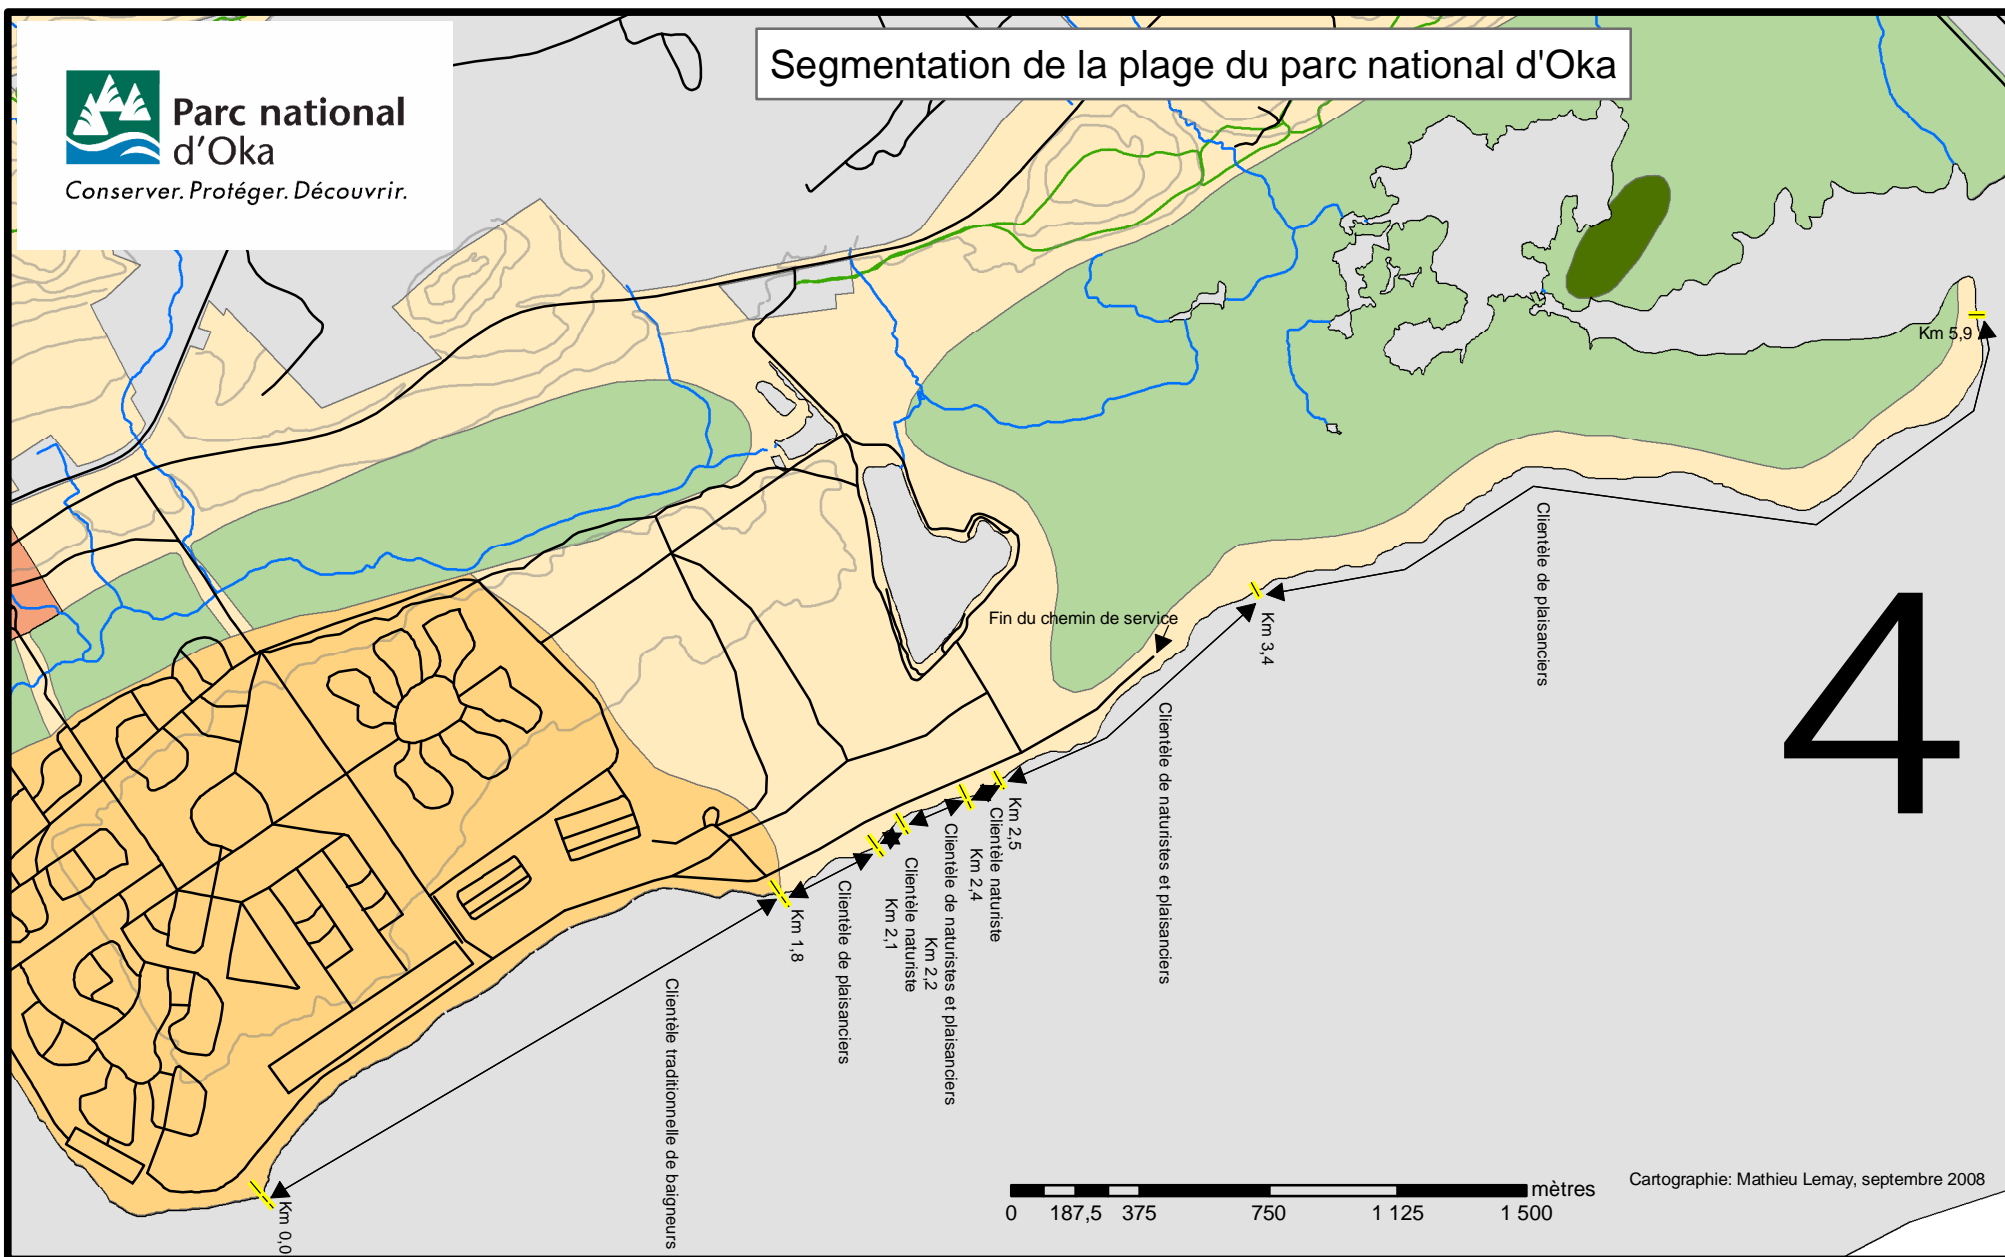 Segmentation de la plage du parc national d'Oka
Parc national
d'Oka
Conserver. Protéger. Découvrir.
Km 5,9
Clientèle de plaisanciers
Fin du chemin de service
Km 3,4
4
Clientèle de naturistes et plaisanciers
Km 2,5
Clientèle naturiste
Km 2,4
Clientèle de naturistes et plaisanciers
Km 2,2
Clientèle naturiste
Km 2,1
Clientèle de plaisanciers
Km 1,8
Clientèle traditionnelle de baigneurs
Km 0,0
mètres
0 187,5 375 750 1 125 1 500
Cartographie: Mathieu Lemay, septembre 2008